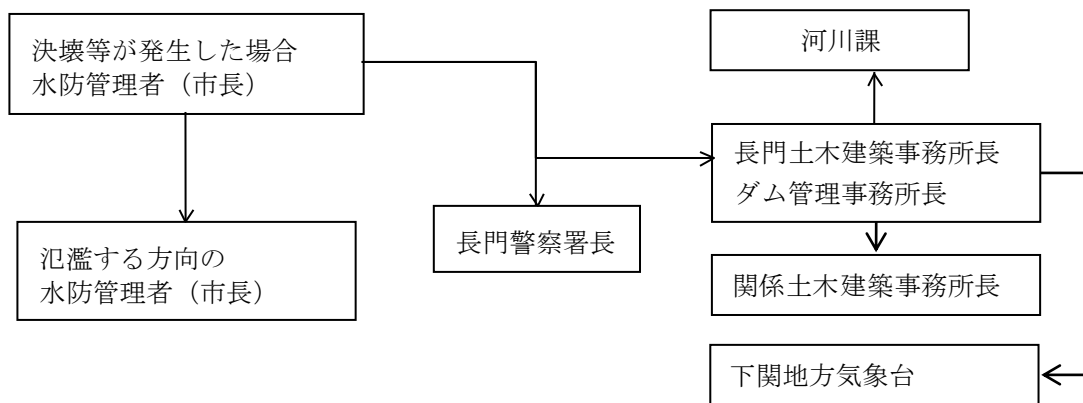 決壊等が発生した場合
水防管理者（市長）
河川課
長門土木建築事務所長
ダム管理事務所長
長門警察署長
氾濫する方向の
水防管理者（市長）
関係土木建築事務所長
下関地方気象台